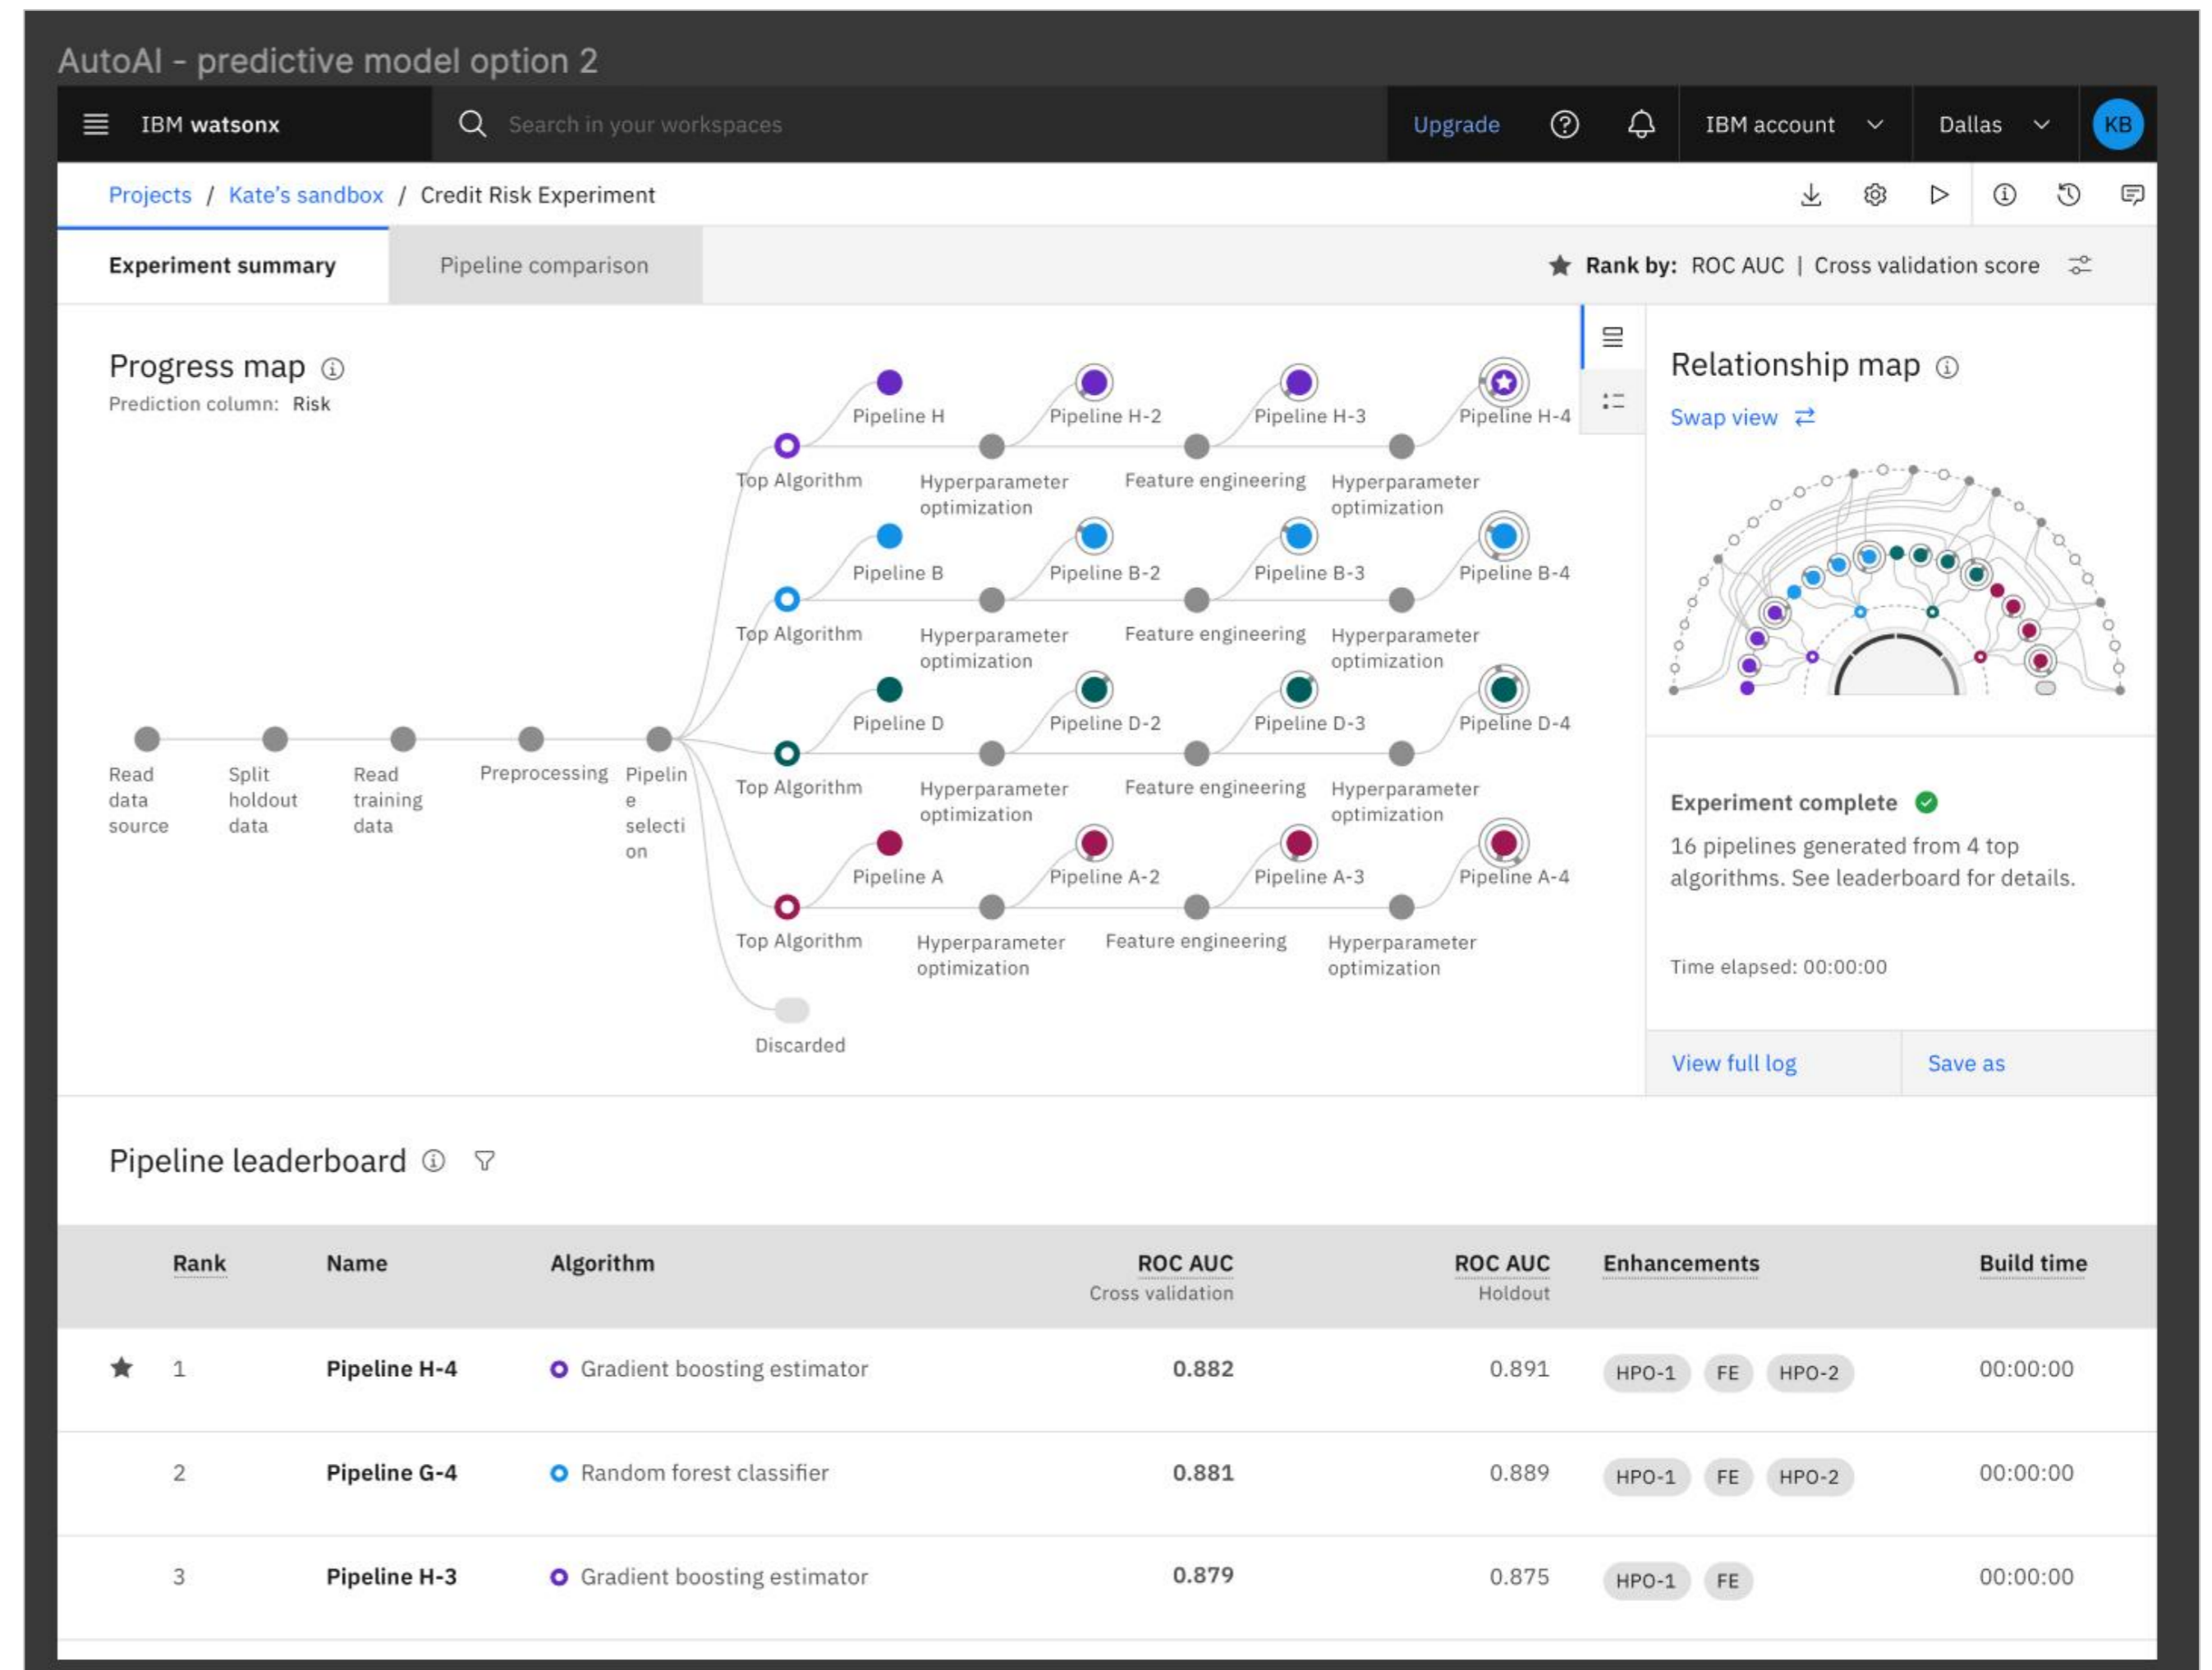 AutoAI - predictive model option 2
IBM watsonx
Search in your workspaces
Upgrade
IBM account
Dallas
KB
Projects / Kate's sandbox / Credit Risk Experiment
Experiment summary
Pipeline comparison
Rank by: ROC AUC | Cross validation score
Progress map
Prediction column: Risk
Pipeline H
Pipeline H-2
Pipeline H-3
Pipeline H-4
Top Algorithm
Hyperparameter
optimization
Feature engineering
Hyperparameter
optimization
Pipeline B
Pipeline B-2
Pipeline B-3
Pipeline B-4
Top Algorithm
Hyperparameter
optimization
Feature engineering
Hyperparameter
optimization
Pipeline D
Pipeline D-2
Pipeline D-3
Pipeline D-4
Read
data
source
Split
holdout
data
Read
training
data
Preprocessing
Pipelin
e
selecti
on
Top Algorithm
Hyperparameter
optimization
Feature engineering
Hyperparameter
optimization
Pipeline A
Pipeline A-2
Pipeline A-3
Pipeline A-4
Top Algorithm
Hyperparameter
optimization
Feature engineering
Hyperparameter
optimization
Discarded
Relationship map
Swap view
Experiment complete
16 pipelines generated from 4 top
algorithms. See leaderboard for details.
Time elapsed: 00:00:00
View full log
Save as
Pipeline leaderboard
Rank Name Algorithm ROC AUC ROC AUC Enhancements Build time
Cross validation Holdout
1 Pipeline H-4 Gradient boosting estimator 0.882 0.891 HPO-1 FE HPO-2 00:00:00
2 Pipeline G-4 Random forest classifier 0.881 0.889 HPO-1 FE HPO-2 00:00:00
3 Pipeline H-3 Gradient boosting estimator 0.879 0.875 HPO-1 FE 00:00:00